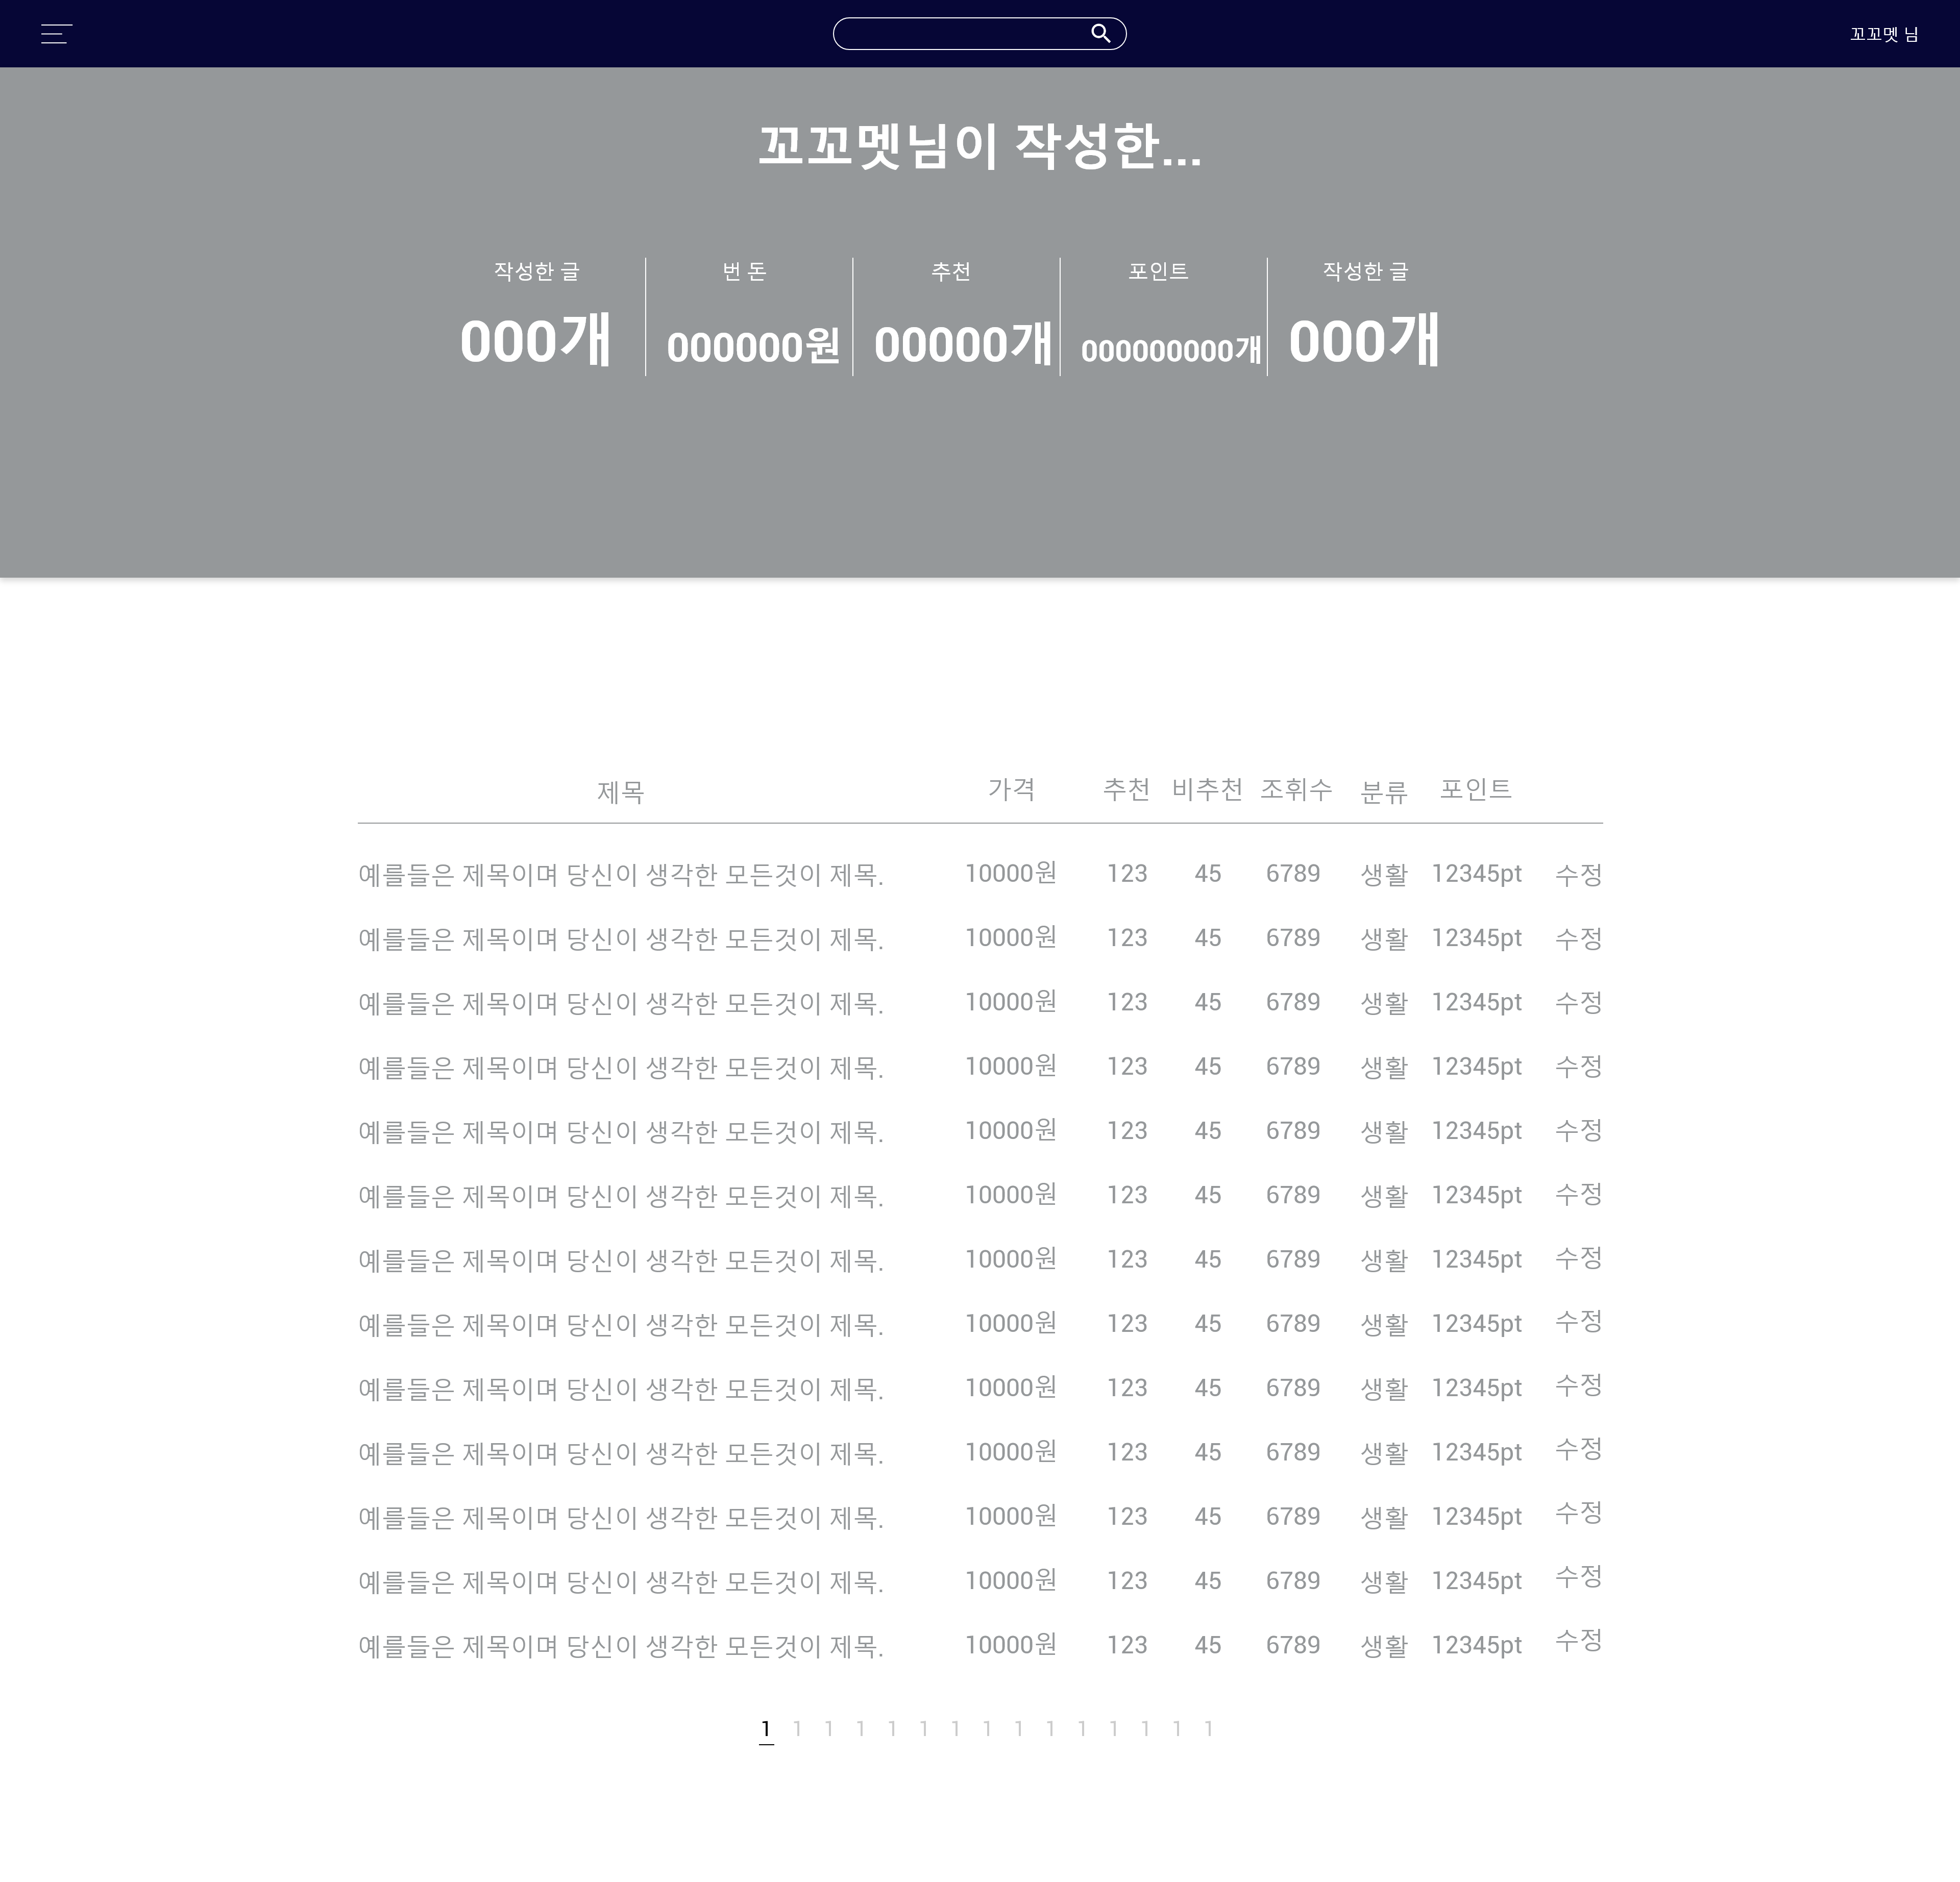 꼬꼬멧 님
꼬꼬멧님이 작성한...
작성한 글 번 돈 추천 포인트 작성한 글
000개 000000원 00000개 000000000개 000개
제목 가격 추천 비추천 조회수 분류 포인트
예를들은 제목이며 당신이 생각한 모든것이 제목. 10000원 123 45 6789 생활 12345pt 수정
예를들은 제목이며 당신이 생각한 모든것이 제목. 10000원 123 45 6789 생활 12345pt 수정
예를들은 제목이며 당신이 생각한 모든것이 제목. 10000원 123 45 6789 생활 12345pt 수정
예를들은 제목이며 당신이 생각한 모든것이 제목. 10000원 123 45 6789 생활 12345pt 수정
예를들은 제목이며 당신이 생각한 모든것이 제목. 10000원 123 45 6789 생활 12345pt 수정
예를들은 제목이며 당신이 생각한 모든것이 제목. 10000원 123 45 6789 생활 12345pt 수정
예를들은 제목이며 당신이 생각한 모든것이 제목. 10000원 123 45 6789 생활 12345pt 수정
예를들은 제목이며 당신이 생각한 모든것이 제목. 10000원 123 45 6789 생활 12345pt 수정
예를들은 제목이며 당신이 생각한 모든것이 제목. 10000원 123 45 6789 생활 12345pt 수정
예를들은 제목이며 당신이 생각한 모든것이 제목. 10000원 123 45 6789 생활 12345pt 수정
예를들은 제목이며 당신이 생각한 모든것이 제목. 10000원 123 45 6789 생활 12345pt 수정
예를들은 제목이며 당신이 생각한 모든것이 제목. 10000원 123 45 6789 생활 12345pt 수정
예를들은 제목이며 당신이 생각한 모든것이 제목. 10000원 123 45 6789 생활 12345pt 수정
1 1 1 1 1 1 1 1 1 1 1 1 1 1 1